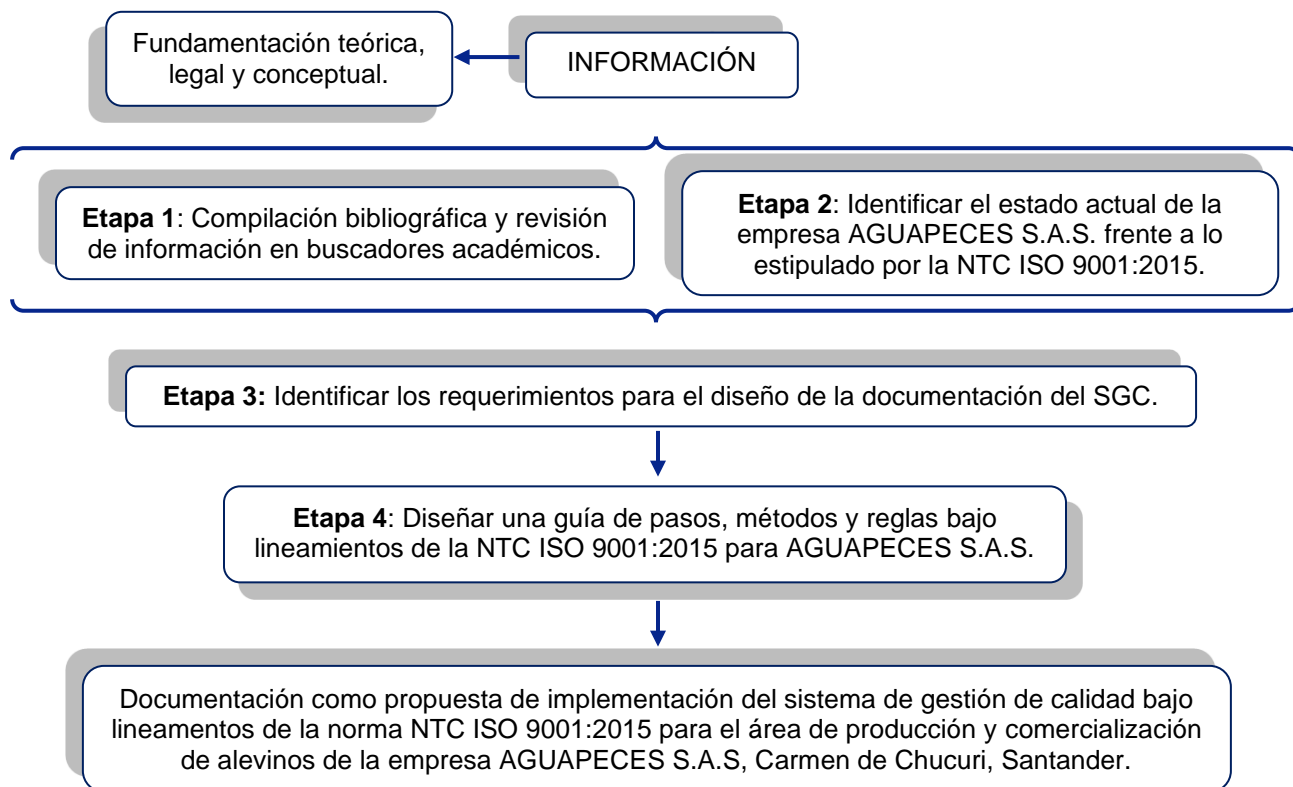 Fundamentación teórica,
legal y conceptual.
INFORMACIÓN
Etapa 1: Compilación bibliográfica y revisión
de información en buscadores académicos.
Etapa 2: Identificar el estado actual de la
empresa AGUAPECES S.A.S. frente a lo
estipulado por la NTC ISO 9001:2015.
Etapa 3: Identificar los requerimientos para el diseño de la documentación del SGC.
Etapa 4: Diseñar una guía de pasos, métodos y reglas bajo
lineamientos de la NTC ISO 9001:2015 para AGUAPECES S.A.S.
Documentación como propuesta de implementación del sistema de gestión de calidad bajo
lineamentos de la norma NTC ISO 9001:2015 para el área de producción y comercialización
de alevinos de la empresa AGUAPECES S.A.S, Carmen de Chucuri, Santander.